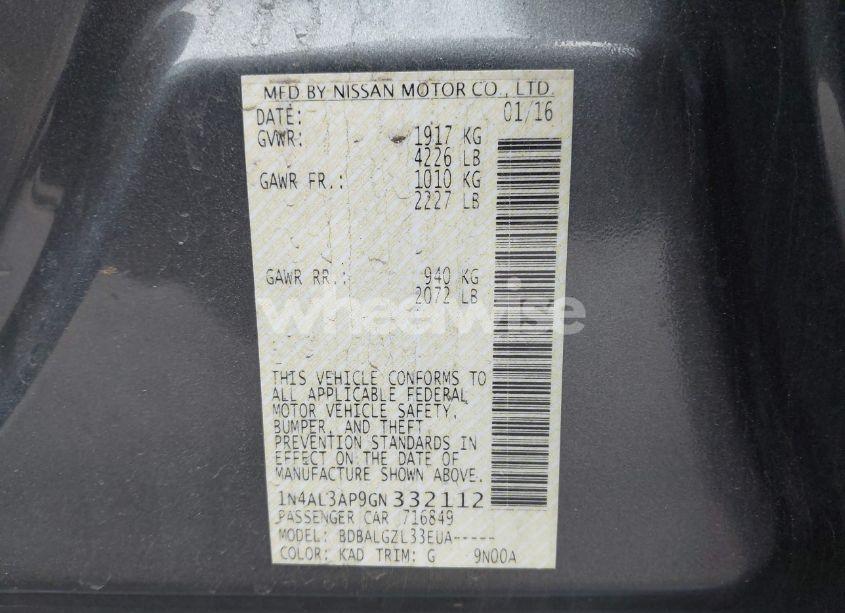 MFD BY NISSAN MOTOR CO., LTD.
DATE: 01/16
GVWR: 1917 KG
4226 LB
GAWR FR.: 1010 KG
2227 LB
GAWR RR.: 940 KG
2072 LB
wheelwise
THIS VEHICLE CONFORMS TO
ALL APPLICABLE FEDERAL
MOTOR VEHICLE SAFETY,
BUMPER, AND THEFT
PREVENTION STANDARDS IN
EFFECT ON THE DATE OF
MANUFACTURE SHOWN ABOVE.
1N4AL3AP9GN332112
PASSENGER CAR 716849
MODEL: BDBALGZL33EUA-----
COLOR: KAD TRIM: G 9N00A